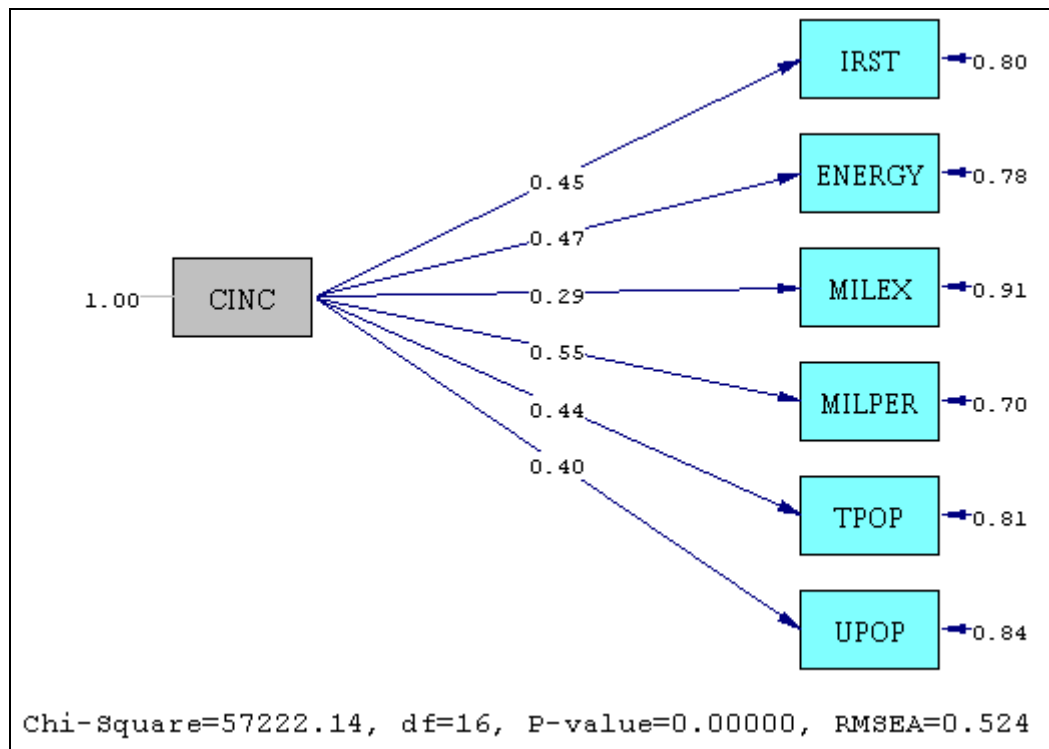 IRST
0.80
0.45
ENERGY
0.78
0.47
1.00
CINC
0.29
MILEX
0.91
0.55
MILPER
0.70
0.44
TPOP
0.81
0.40
UPOP
0.84
Chi-Square=57222.14, df=16, P-value=0.00000, RMSEA=0.524